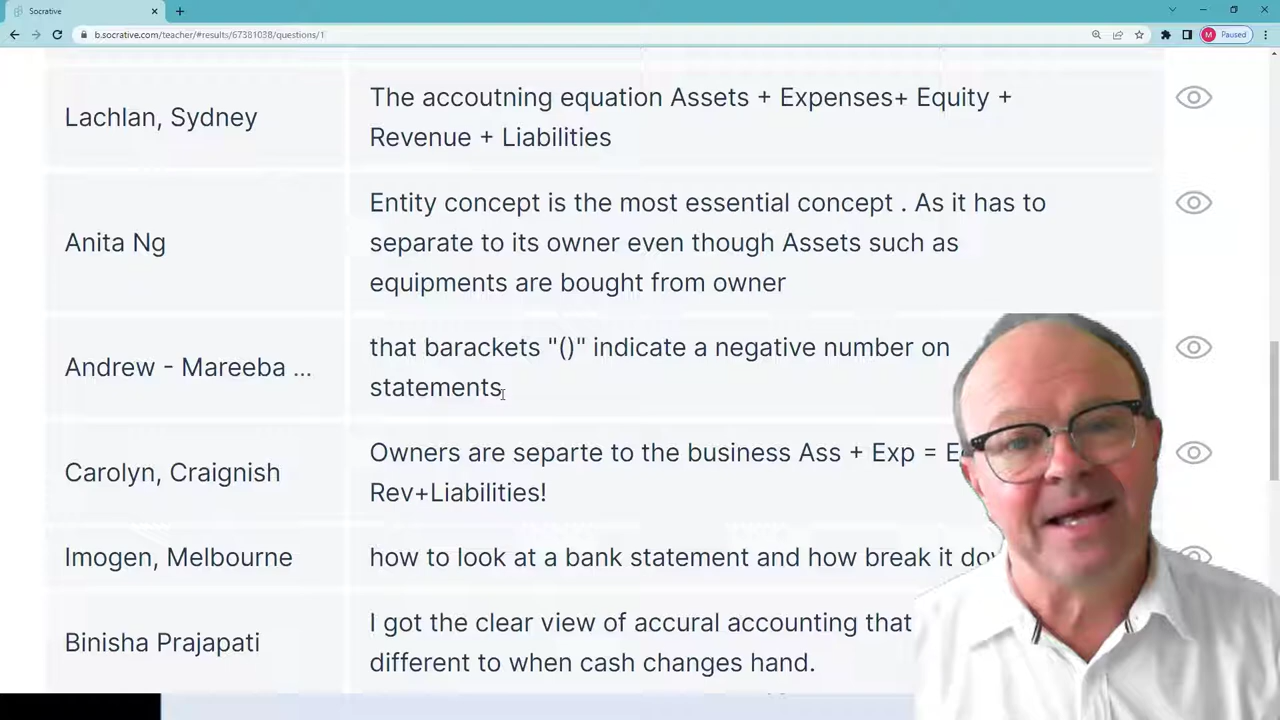 Socrative
b.socrative.com/teacher/#results/67381038/questions/1
M Paused
Lachlan, Sydney
The accoutning equation Assets + Expenses+ Equity +
Revenue + Liabilities
Anita Ng
Entity concept is the most essential concept . As it has to
separate to its owner even though Assets such as
equipments are bought from owner
Andrew - Mareeba ...
that barackets "()" indicate a negative number on
statements
Carolyn, Craignish
Owners are separte to the business Ass + Exp =
Rev+Liabilities!
Imogen, Melbourne
how to look at a bank statement and how break it
Binisha Prajapati
I got the clear view of accural accounting that
different to when cash changes hand.